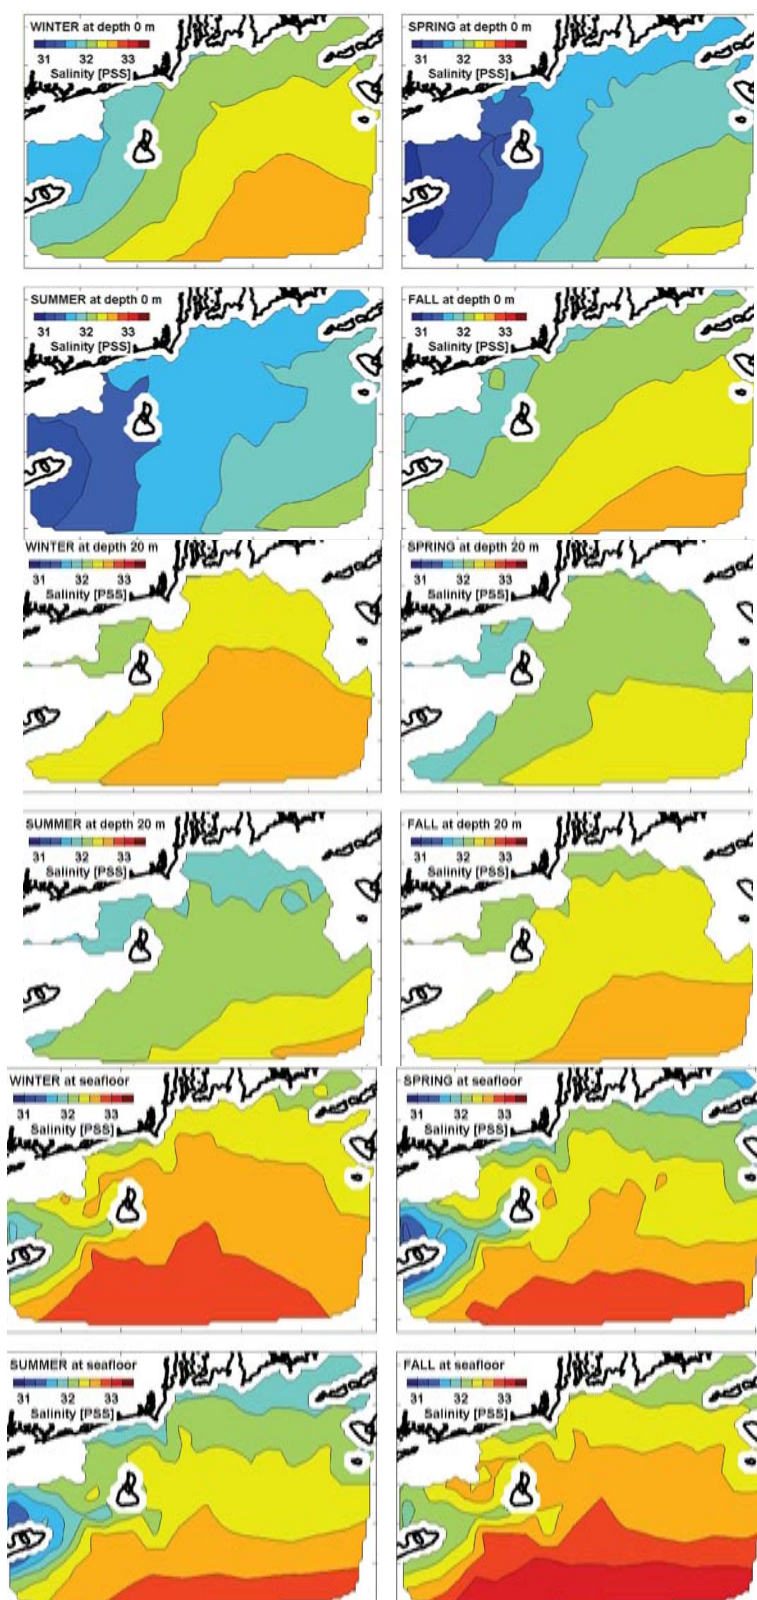 WINTER at depth 0 m
31 32 33
Salinity [PSS]
SPRING at depth 0 m
31 32 33
Salinity [PSS]
SUMMER at depth 0 m
31 32 33
Salinity [PSS]
FALL at depth 0 m
31 32 33
Salinity [PSS]
WINTER at depth 20 m
31 32 33
Salinity [PSS]
SPRING at depth 20 m
31 32 33
Salinity [PSS]
SUMMER at depth 20 m
31 32 33
Salinity [PSS]
FALL at depth 20 m
31 32 33
Salinity [PSS]
WINTER at seafloor
31 32 33
Salinity [PSS]
SPRING at seafloor
31 32 33
Salinity [PSS]
SUMMER at seafloor
31 32 33
Salinity [PSS]
FALL at seafloor
31 32 33
Salinity [PSS]